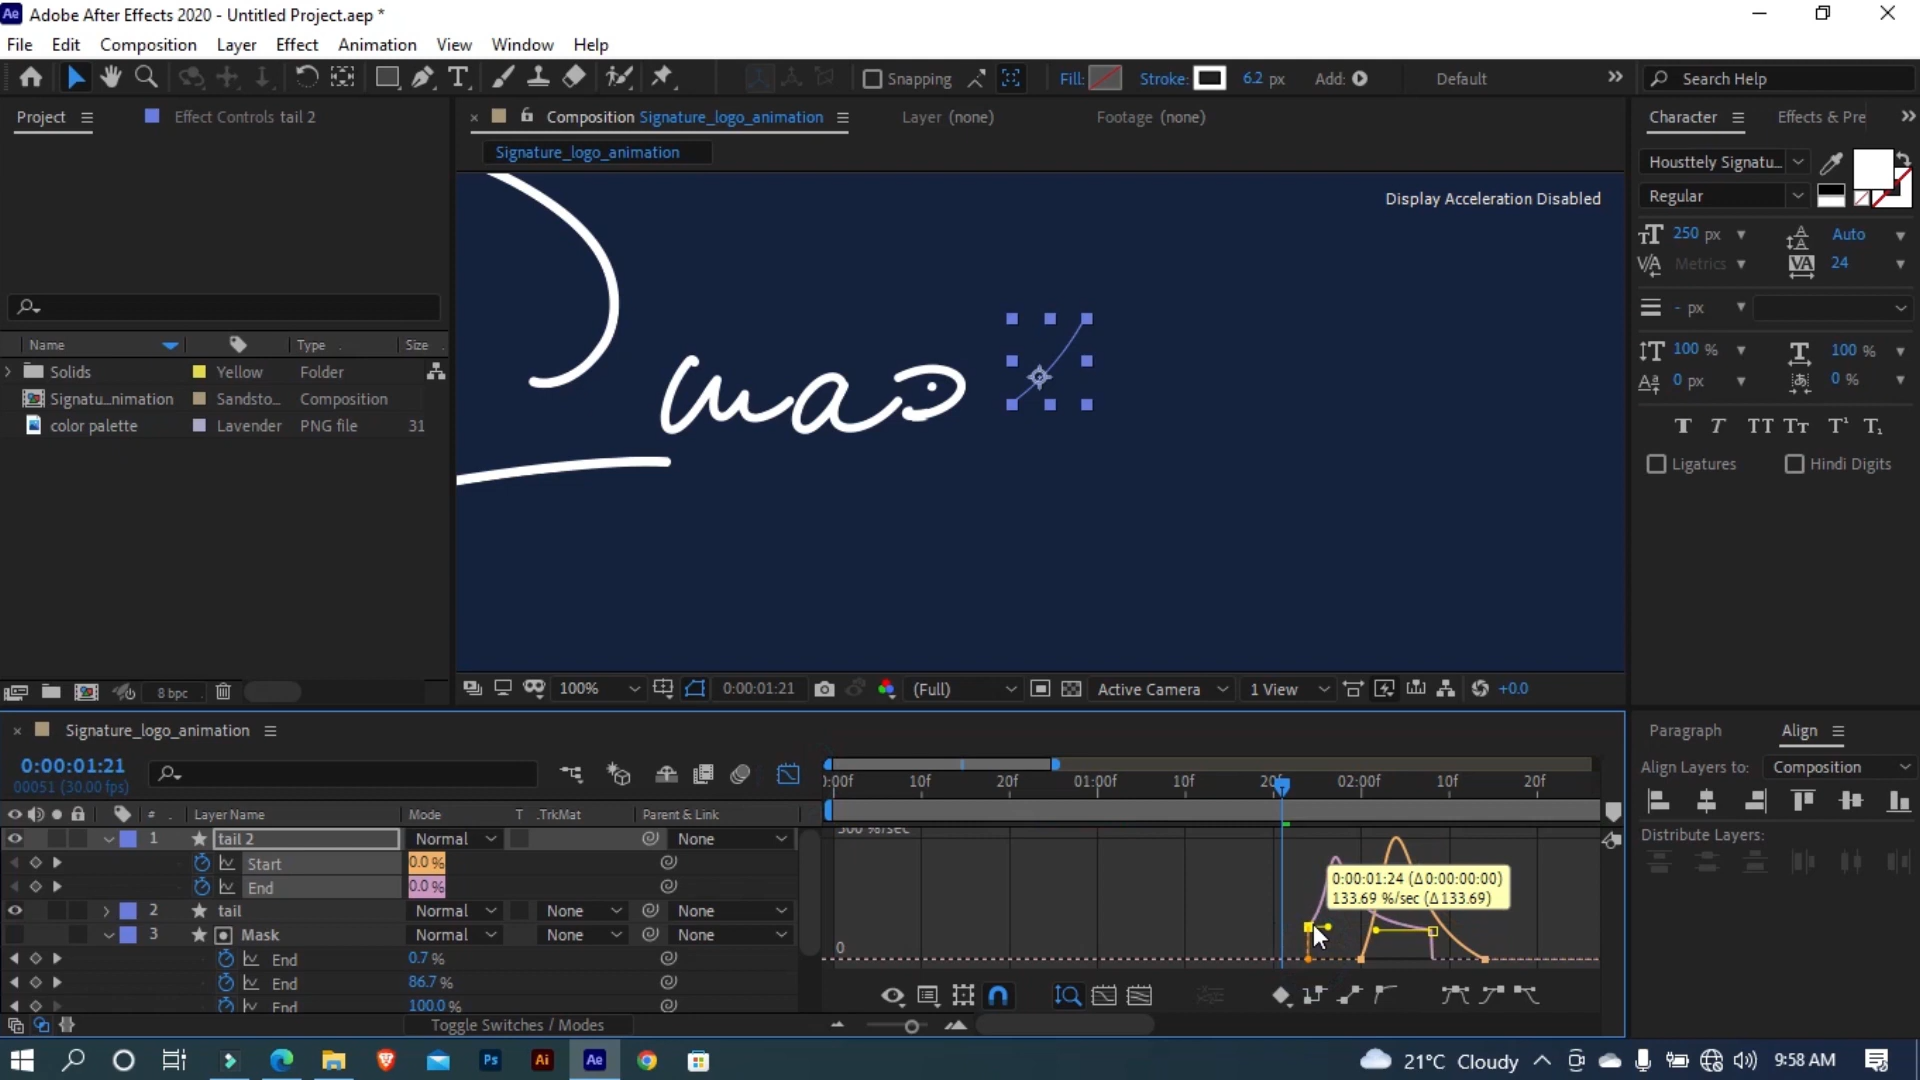 Ae Adobe After Effects 2020 - Untitled Project.aep *
File Edit Composition Layer Effect Animation View Window Help
Snapping Fill: Stroke: 6.2 px Add: Default Search Help
Project Effect Controls tail 2
Composition Signature_logo_animation Layer (none) Footage (none)
Character Effects & Pre
Signature_logo_animation
Housttely Signatu...
Regular
Display Acceleration Disabled
250 px Auto
Metrics 24
- px
100 % 100 %
0 px 0 %
Ligatures Hindi Digits
Name Type Size
Solids Yellow Folder
Signatu...nimation Sandsto... Composition
color palette Lavender PNG file 31
8 bpc
100% 0:00:01:21 (Full) Active Camera 1 View +0.0
Signature_logo_animation
Paragraph Align
0:00:01:21
00051 (30.00 fps)
Align Layers to: Composition
Distribute Layers:
:00f 10f 20f 01:00f 10f 20f 02:00f 10f 20f
# Layer Name Mode T .TrkMat Parent & Link
1 tail 2 Normal None
Start 0.0 %
End 0.0 %
2 tail Normal None None
3 Mask Normal None None
End 0.7 %
End 86.7 %
End 100.0 %
Toggle Switches / Modes
0:00:01:24 (Δ0:00:00:00)
133.69 %/sec (Δ133.69)
0
Ps Ai Ae
21°C Cloudy 9:58 AM